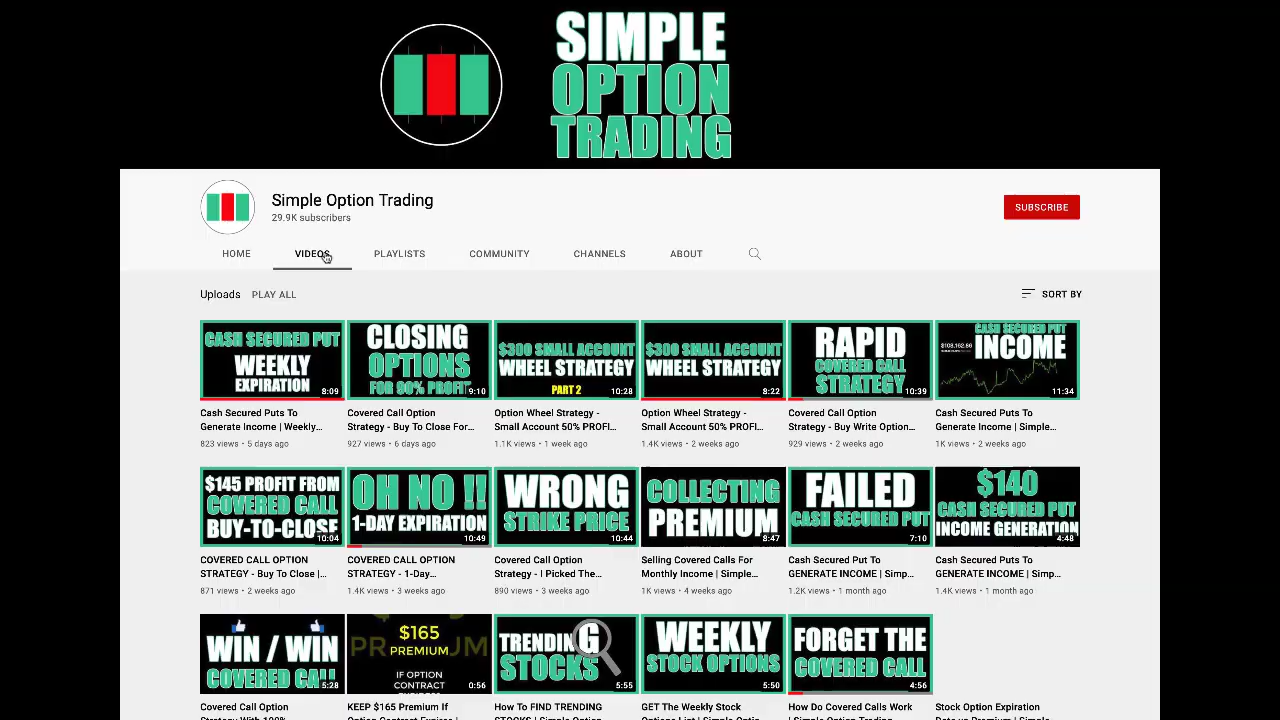 SIMPLE
OPTION
TRADING
Simple Option Trading
29.9K subscribers
SUBSCRIBE
HOME
VIDEOS
PLAYLISTS
COMMUNITY
CHANNELS
ABOUT
Uploads
PLAY ALL
SORT BY
CASH SECURED PUT
WEEKLY
EXPIRATION
8:09
CLOSING
OPTIONS
FOR 90% PROFIT
9:10
$300 SMALL ACCOUNT
WHEEL STRATEGY
PART 2
10:28
$300 SMALL ACCOUNT
WHEEL STRATEGY
8:22
RAPID
COVERED CALL
STRATEGY
10:39
CASH SECURED PUT
INCOME
$108,162.86
11:34
Cash Secured Puts To
Generate Income | Weekly...
823 views • 5 days ago
Covered Call Option
Strategy - Buy To Close For...
927 views • 6 days ago
Option Wheel Strategy -
Small Account 50% PROFI...
1.1K views • 1 week ago
Option Wheel Strategy -
Small Account 50% PROFI...
1.4K views • 2 weeks ago
Covered Call Option
Strategy - Buy Write Option...
929 views • 2 weeks ago
Cash Secured Puts To
Generate Income | Simple...
1K views • 2 weeks ago
$145 PROFIT FROM
COVERED CALL
BUY-TO-CLOSE
10:04
OH NO !!
1-DAY EXPIRATION
10:49
WRONG
STRIKE PRICE
10:44
COLLECTING
PREMIUM
8:47
FAILED
CASH SECURED PUT
7:10
$140
CASH SECURED PUT
INCOME GENERATION
4:48
COVERED CALL OPTION
STRATEGY - Buy To Close |...
871 views • 2 weeks ago
COVERED CALL OPTION
STRATEGY - 1-Day...
1.4K views • 3 weeks ago
Covered Call Option
Strategy - I Picked The...
890 views • 3 weeks ago
Selling Covered Calls For
Monthly Income | Simple...
1K views • 4 weeks ago
Cash Secured Put To
GENERATE INCOME | Simp...
1.2K views • 1 month ago
Cash Secured Puts To
GENERATE INCOME | Simp...
1.4K views • 1 month ago
WIN / WIN
COVERED CALL
5:28
$165
PREMIUM
IF OPTION
CONTRACT
0:56
TRENDING
STOCKS
5:55
WEEKLY
STOCK OPTIONS
5:50
FORGET THE
COVERED CALL
4:56
Covered Call Option
Strategy With 100%
KEEP $165 Premium If
Option Contract Expires |
How To FIND TRENDING
STOCKS | Simple Option
GET The Weekly Stock
Options List | Simple Optio
How Do Covered Calls Work
| Simple Option Trading
Stock Option Expiration